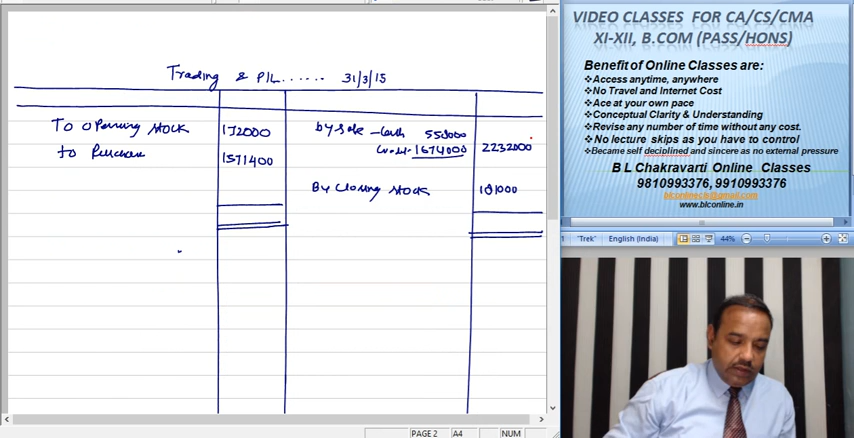 Trading & P/L...... 31/3/15
To Opening stock 172000
to Purchase 1571400
by sale - Cash 558000
1674000 2232000
By Closing stock 181000
PAGE 2 A4 NUM
VIDEO CLASSES FOR CA/CS/CMA
XI-XII, B.COM (PASS/HONS)
Benefit of Online Classes are:
Access anytime, anywhere
No Travel and Internet Cost
Ace at your own pace
Conceptual Clarity & Understanding
Revise any number of time without any cost.
No lecture skips as you have to control
Became self deciplined and sincere as no external pressure
B L Chakravarti Online Classes
9810993376, 9910993376
www.blconline.in
"Trek" English (India) 44%